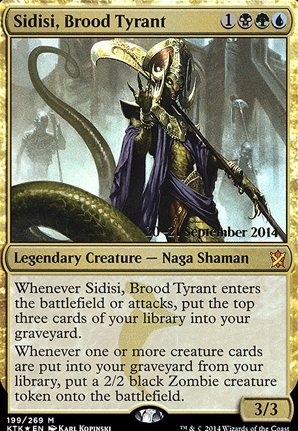 Sidisi, Brood Tyrant 1
20–21 September 2014
Legendary Creature — Naga Shaman
Whenever Sidisi, Brood Tyrant enters
the battlefield or attacks, put the top
three cards of your library into your
graveyard.
Whenever one or more creature cards
are put into your graveyard from your
library, put a 2/2 black Zombie creature
token onto the battlefield.
3/3
199/269 M
KTK ★ EN Karl Kopinski ™ & © 2014 Wizards of the Coast